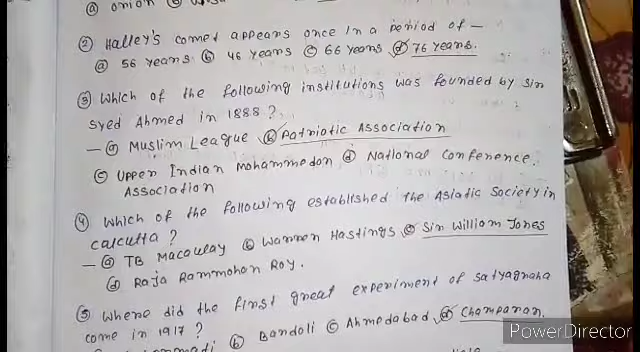 ⓐ onion ⓑ
② Halley's comet appears once in a period of —
ⓐ 56 years ⓑ 46 years ⓒ 66 years ⓓ 76 years.
③ Which of the following institutions was founded by Sir
Syed Ahmed in 1888?
— ⓐ Muslim League ⓑ Patriotic Association
ⓒ Upper Indian Mohammedan ⓓ National Conference.
Association
④ Which of the following established the Asiatic Society in
calcutta?
— ⓐ TB Macaulay ⓑ Warren Hastings ⓒ Sir William Jones
ⓓ Raja Rammohan Roy.
⑤ Where did the first great experiment of satyagraha
come in 1917?
ⓑ Bardoli ⓒ Ahmedabad ⓓ Champaran.
PowerDirector